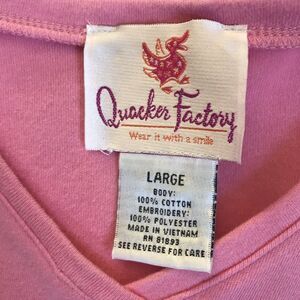 Quacker Factory
Wear it with a smile
LARGE
BODY:
100% COTTON
EMBROIDERY:
100% POLYESTER
MADE IN VIETNAM
RN 81893
SEE REVERSE FOR CARE